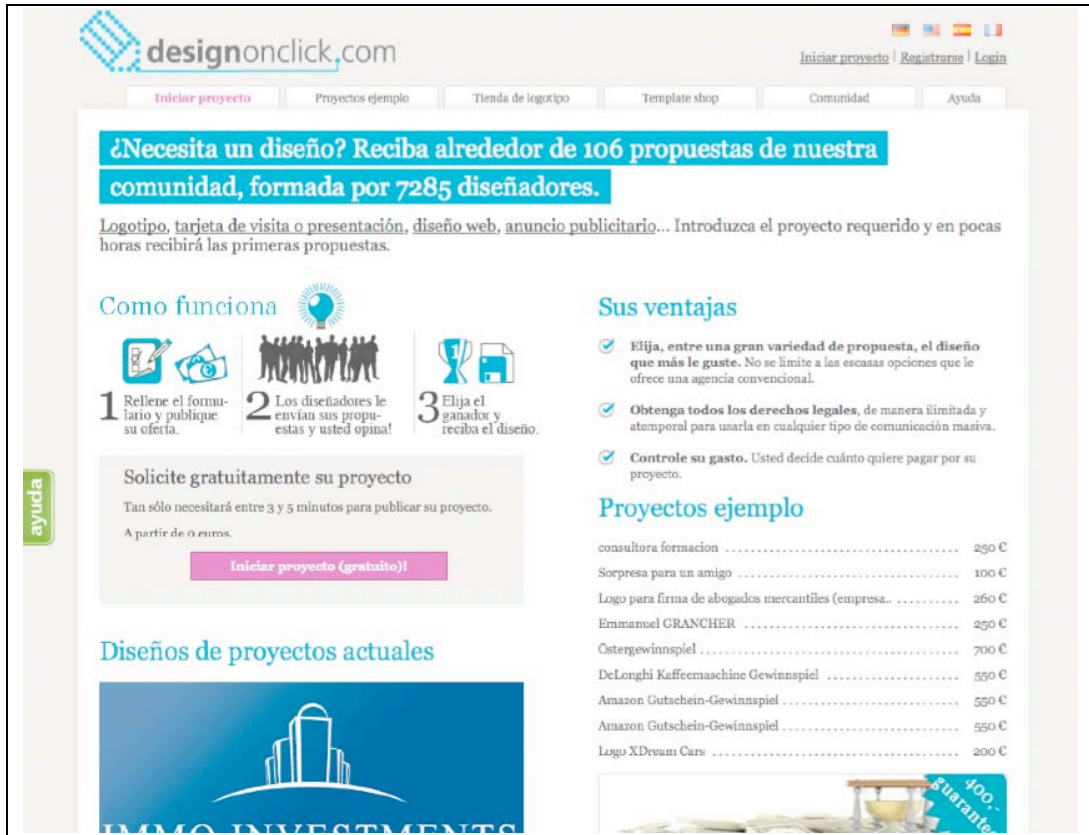 designonclick.com
Iniciar proyecto | Registrarse | Login
Iniciar proyecto
Proyectos ejemplo
Tienda de logotipo
Template shop
Comunidad
Ayuda
¿Necesita un diseño? Reciba alrededor de 106 propuestas de nuestra
comunidad, formada por 7285 diseñadores.
Logotipo, tarjeta de visita o presentación, diseño web, anuncio publicitario... Introduzca el proyecto requerido y en pocas
horas recibirá las primeras propuestas.
Como funciona
1 Rellene el formu-
lario y publique
su oferta.
2 Los diseñadores le
envían sus propu-
estas y usted opina!
3 Elija el
ganador y
reciba el diseño.
Solicite gratuitamente su proyecto
Tan sólo necesitará entre 3 y 5 minutos para publicar su proyecto.
A partir de 0 euros.
Iniciar proyecto (gratuito)!
ayuda
Diseños de proyectos actuales
IMMO INVESTMENTS
Sus ventajas
Elija, entre una gran variedad de propuesta, el diseño
que más le guste. No se limite a las escasas opciones que le
ofrece una agencia convencional.
Obtenga todos los derechos legales, de manera ilimitada y
atemporal para usarla en cualquier tipo de comunicación masiva.
Controle su gasto. Usted decide cuánto quiere pagar por su
proyecto.
Proyectos ejemplo
consultora formacion ........ 250 €
Sorpresa para un amigo ........ 100 €
Logo para firma de abogados mercantiles (empresa.. ........ 260 €
Emmanuel GRANCHER ........ 250 €
Ostergewinnspiel ........ 700 €
DeLonghi Kaffeemaschine Gewinnspiel ........ 550 €
Amazon Gutschein-Gewinnspiel ........ 550 €
Amazon Gutschein-Gewinnspiel ........ 550 €
Logo XDream Cars ........ 200 €
400,-